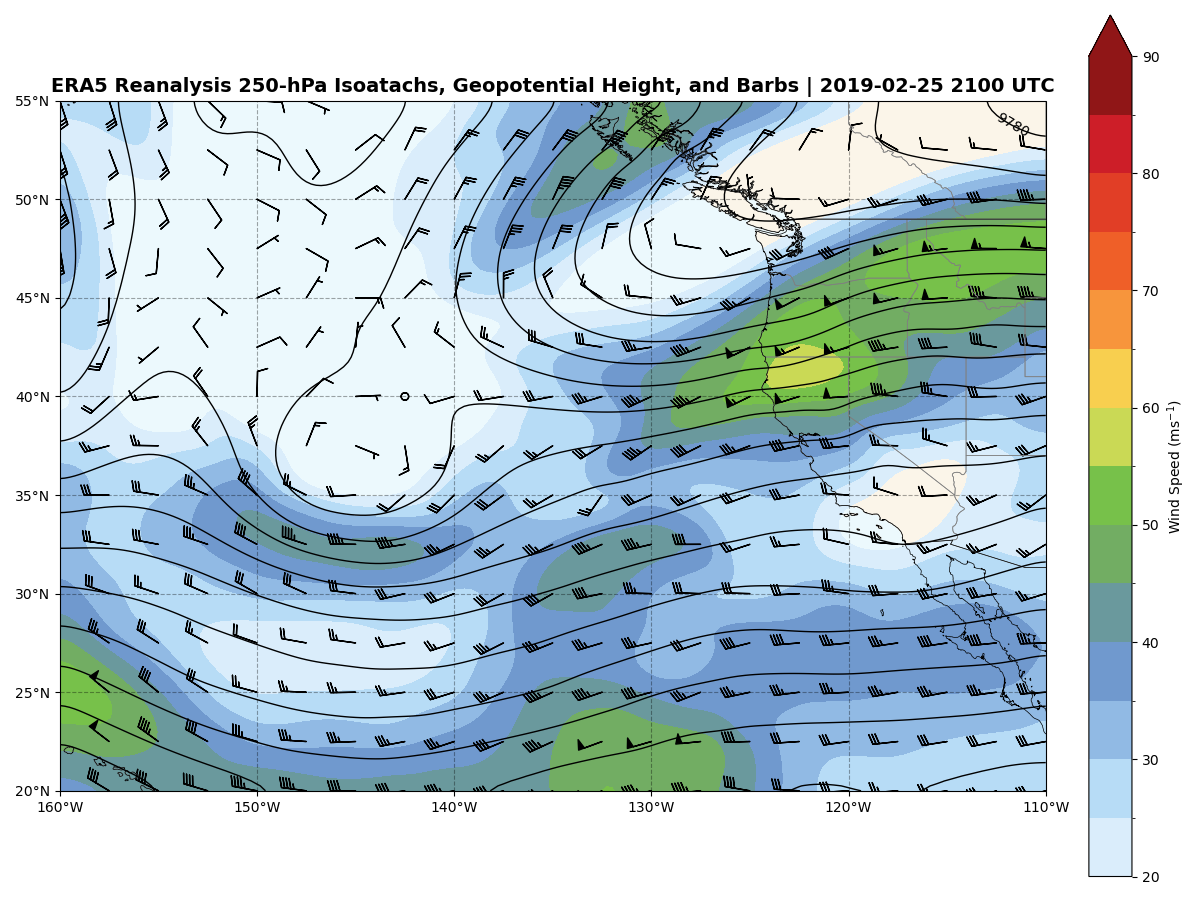 ERA5 Reanalysis 250-hPa Isoatachs, Geopotential Height, and Barbs | 2019-02-25 2100 UTC
55°N
50°N
45°N
40°N
35°N
30°N
25°N
20°N
160°W 150°W 140°W 130°W 120°W 110°W
9780
90
80
70
60
50
40
30
20
Wind Speed (ms⁻¹)